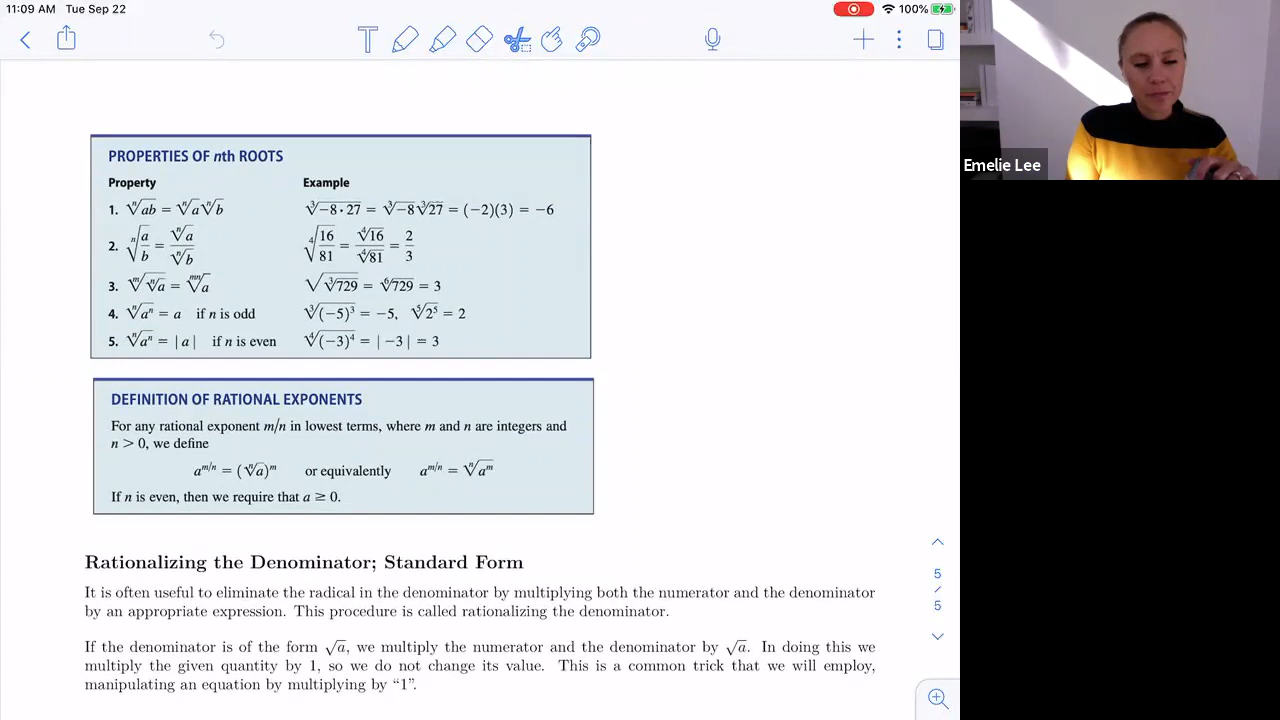 11:09 AM Tue Sep 22
100%
PROPERTIES OF nth ROOTS
Property Example
1. ⁿ√ab = ⁿ√a ⁿ√b ³√−8 · 27 = ³√−8 ³√27 = (−2)(3) = −6
2. ⁿ√(a/b) = ⁿ√a / ⁿ√b ⁴√(16/81) = ⁴√16 / ⁴√81 = 2/3
3. ᵐ√(ⁿ√a) = ᵐⁿ√a √(³√729) = ⁶√729 = 3
4. ⁿ√aⁿ = a if n is odd ³√(−5)³ = −5, ⁵√2⁵ = 2
5. ⁿ√aⁿ = |a| if n is even ⁴√(−3)⁴ = |−3| = 3
DEFINITION OF RATIONAL EXPONENTS
For any rational exponent m/n in lowest terms, where m and n are integers and
n > 0, we define
a^{m/n} = (ⁿ√a)ᵐ or equivalently a^{m/n} = ⁿ√aᵐ
If n is even, then we require that a ≥ 0.
Rationalizing the Denominator; Standard Form
It is often useful to eliminate the radical in the denominator by multiplying both the numerator and the denominator
by an appropriate expression. This procedure is called rationalizing the denominator.
If the denominator is of the form √a, we multiply the numerator and the denominator by √a. In doing this we
multiply the given quantity by 1, so we do not change its value. This is a common trick that we will employ,
manipulating an equation by multiplying by “1”.
5
/
5
Emelie Lee